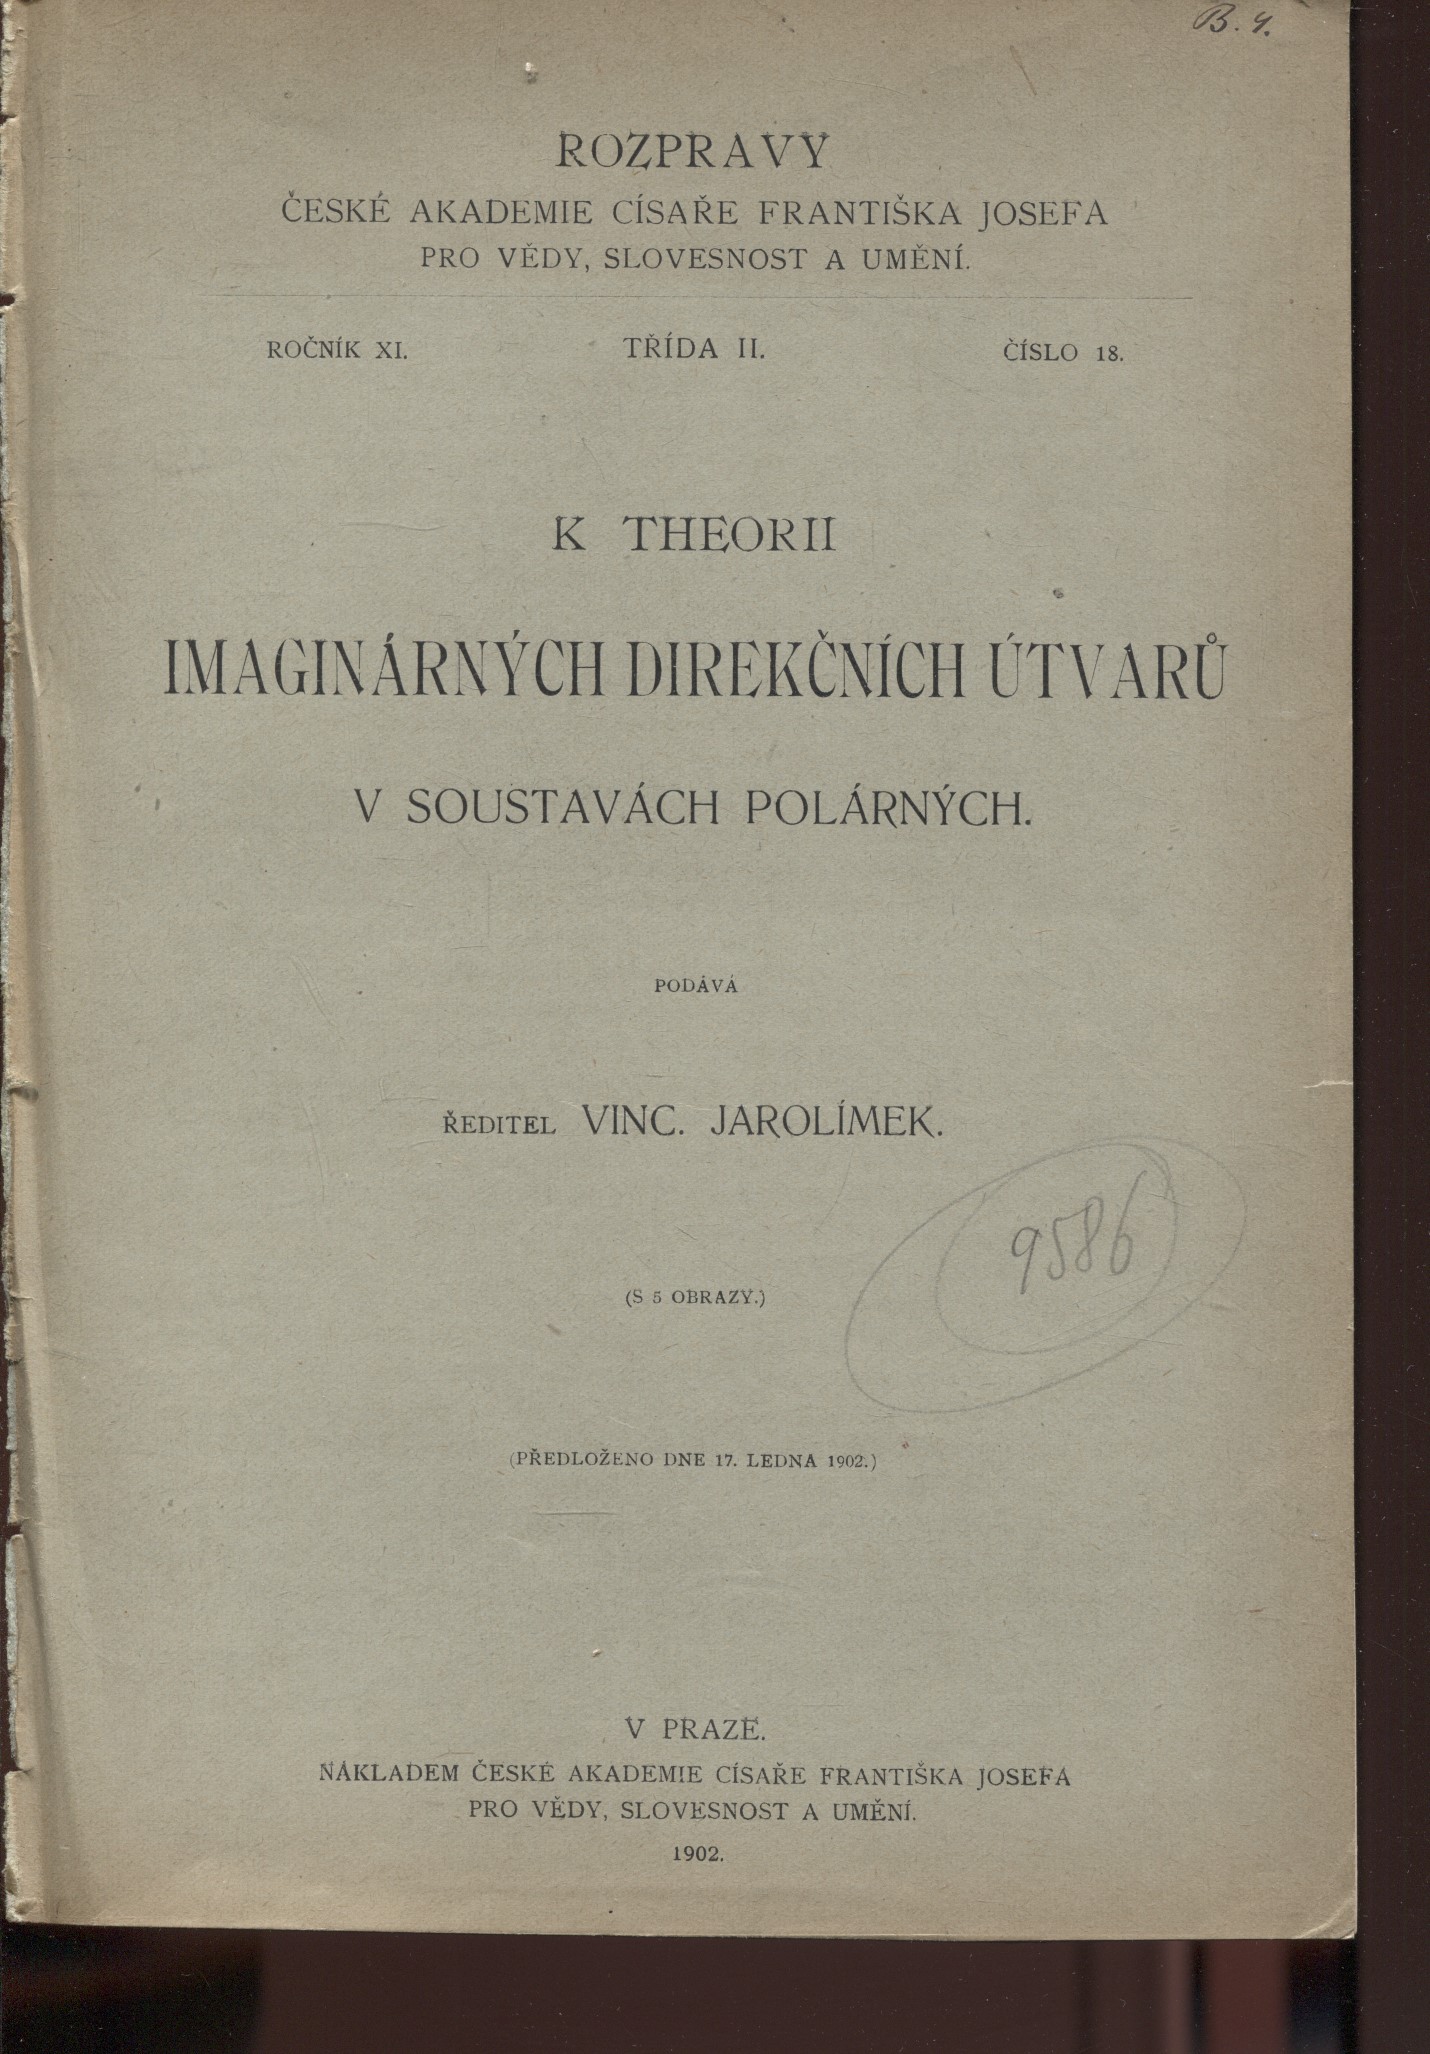 B. 4.
ROZPRAVY
ČESKÉ AKADEMIE CÍSAŘE FRANTIŠKA JOSEFA
PRO VĚDY, SLOVESNOST A UMĚNÍ.
ROČNÍK XI. TŘÍDA II. ČÍSLO 18.
K THEORII
IMAGINÁRNÝCH DIREKČNÍCH ÚTVARŮ
V SOUSTAVÁCH POLÁRNÝCH.
PODÁVÁ
ŘEDITEL VINC. JAROLÍMEK.
9586
(S 5 OBRAZY.)
(PŘEDLOŽENO DNE 17. LEDNA 1902.)
V PRAZE.
NÁKLADEM ČESKÉ AKADEMIE CÍSAŘE FRANTIŠKA JOSEFA
PRO VĚDY, SLOVESNOST A UMĚNÍ.
1902.